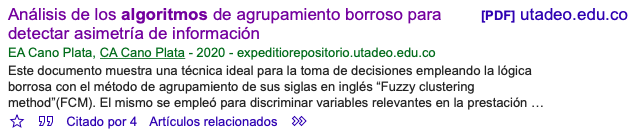 Análisis de los algoritmos de agrupamiento borroso para
detectar asimetría de información
[PDF] utadeo.edu.co
EA Cano Plata, CA Cano Plata - 2020 - expeditiorepositorio.utadeo.edu.co
Este documento muestra una técnica ideal para la toma de decisiones empleando la lógica
borrosa con el método de agrupamiento de sus siglas en inglés “Fuzzy clustering
method”(FCM). El mismo se empleó para discriminar variables relevantes en la prestación …
Citado por 4 Artículos relacionados